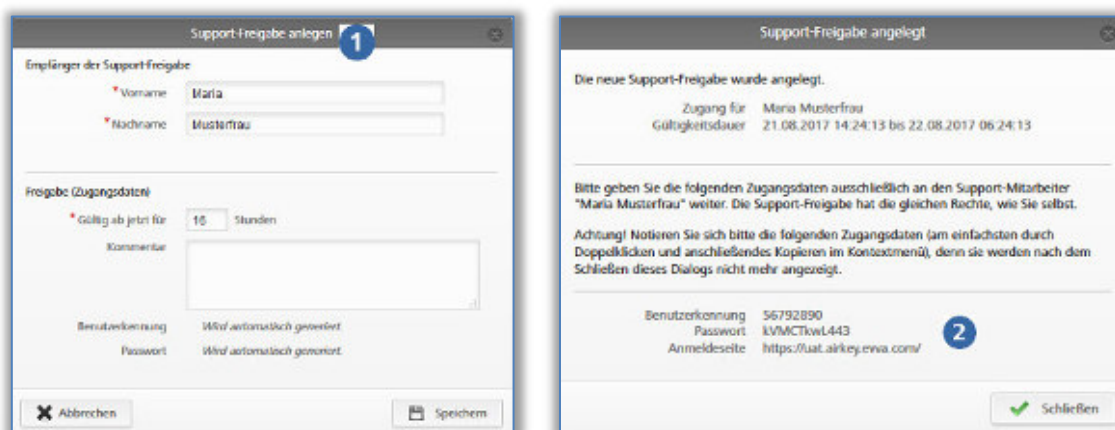 Support-Freigabe anlegen
1
Empfänger der Support-Freigabe
* Vorname Maria
* Nachname Musterfrau
Freigabe (Zugangsdaten)
* Gültig ab jetzt für 16 Stunden
Kommentar
Benutzerkennung Wird automatisch generiert
Passwort Wird automatisch generiert
Abbrechen Speichern
Support-Freigabe angelegt
Die neue Support-Freigabe wurde angelegt.
Zugang für Maria Musterfrau
Gültigkeitsdauer 21.08.2017 14:24:13 bis 22.08.2017 06:24:13
Bitte geben Sie die folgenden Zugangsdaten ausschließlich an den Support-Mitarbeiter
"Maria Musterfrau" weiter. Die Support-Freigabe hat die gleichen Rechte, wie Sie selbst.
Achtung! Notieren Sie sich bitte die folgenden Zugangsdaten (am einfachsten durch
Doppelklicken und anschließendes Kopieren im Kontextmenü), denn sie werden nach dem
Schließen dieses Dialogs nicht mehr angezeigt.
Benutzerkennung 56792890
Passwort kVMCTkwL443
Anmeldeseite https://uat.airkey.evva.com/
2
Schließen